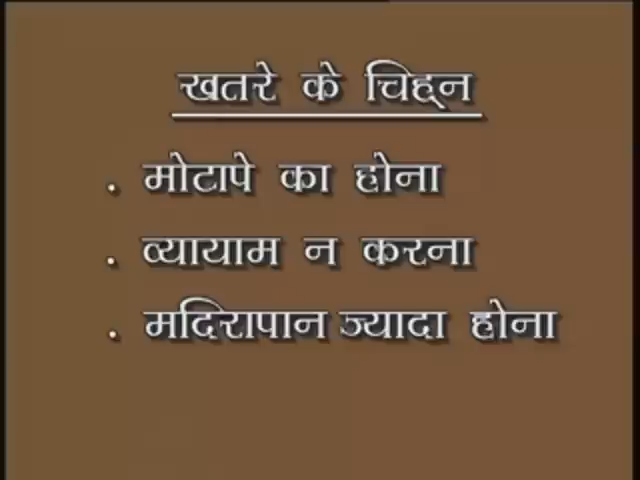 खतरे के चिह्न
. मोटापे का होना
. व्यायाम न करना
. मदिरापान ज्यादा होना